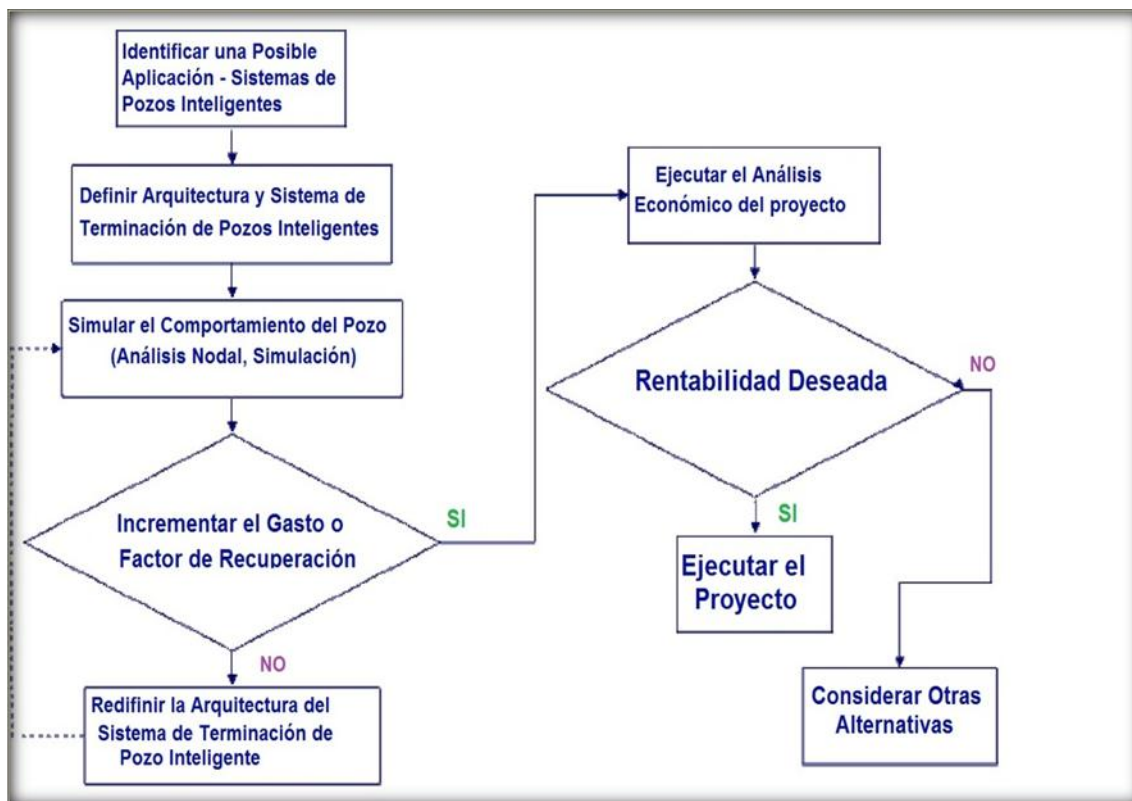 Identificar una Posible
Aplicación - Sistemas de
Pozos Inteligentes
Definir Arquitectura y Sistema de
Terminación de Pozos Inteligentes
Simular el Comportamiento del Pozo
(Análisis Nodal, Simulación)
Incrementar el Gasto o
Factor de Recuperación
SI
NO
Redifinir la Arquitectura del
Sistema de Terminación de
Pozo Inteligente
Ejecutar el Análisis
Económico del proyecto
Rentabilidad Deseada
NO
SI
Ejecutar el
Proyecto
Considerar Otras
Alternativas